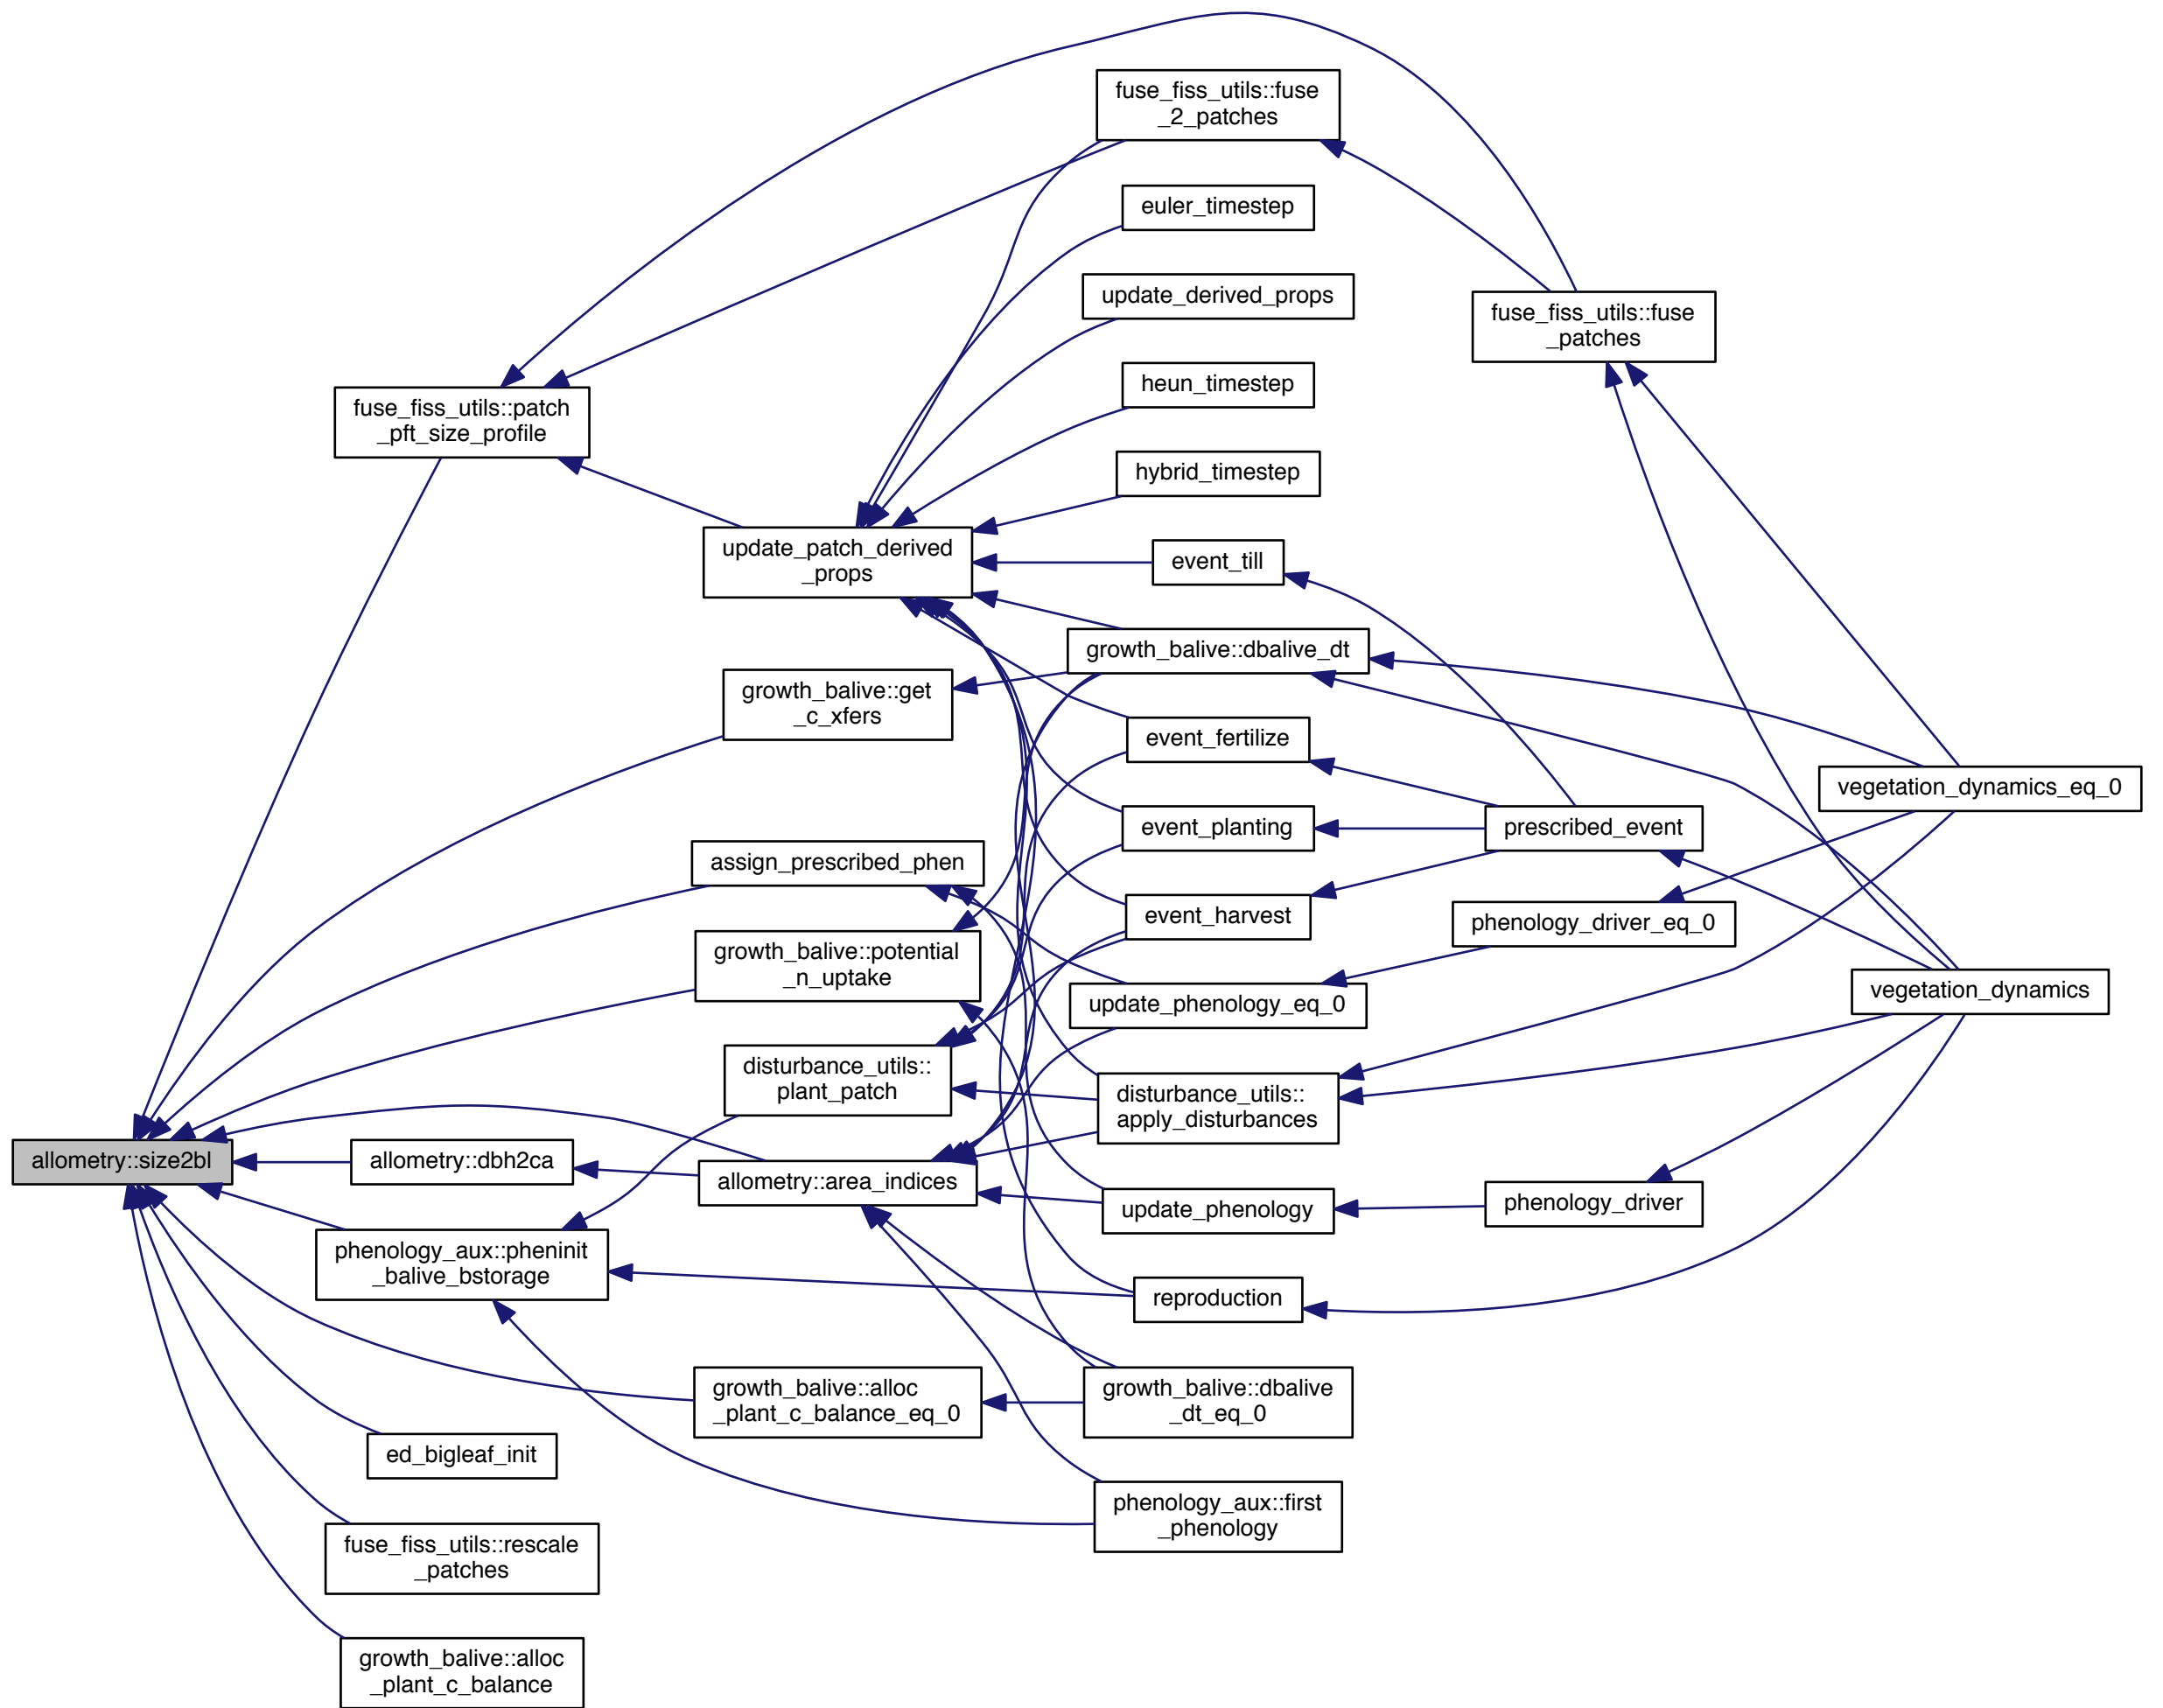 fuse_fiss_utils::fuse
_2_patches
euler_timestep
update_derived_props
fuse_fiss_utils::fuse
_patches
heun_timestep
fuse_fiss_utils::patch
_pft_size_profile
hybrid_timestep
update_patch_derived
_props
event_till
growth_balive::dbalive_dt
growth_balive::get
_c_xfers
event_fertilize
vegetation_dynamics_eq_0
event_planting
prescribed_event
assign_prescribed_phen
event_harvest
phenology_driver_eq_0
growth_balive::potential
_n_uptake
update_phenology_eq_0
vegetation_dynamics
disturbance_utils::
plant_patch
disturbance_utils::
apply_disturbances
allometry::size2bl
allometry::dbh2ca
allometry::area_indices
update_phenology
phenology_driver
phenology_aux::pheninit
_balive_bstorage
reproduction
growth_balive::alloc
_plant_c_balance_eq_0
growth_balive::dbalive
_dt_eq_0
ed_bigleaf_init
phenology_aux::first
_phenology
fuse_fiss_utils::rescale
_patches
growth_balive::alloc
_plant_c_balance